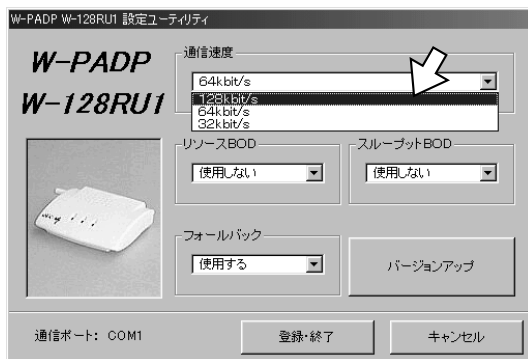 W-PADP W-128RU1 設定ユーティリティ
W-PADP
W-128RU1
通信速度
64kbit/s
128kbit/s
64kbit/s
32kbit/s
リソースBOD
使用しない
スループットBOD
使用しない
フォールバック
使用する
バージョンアップ
通信ポート: COM1
登録・終了
キャンセル